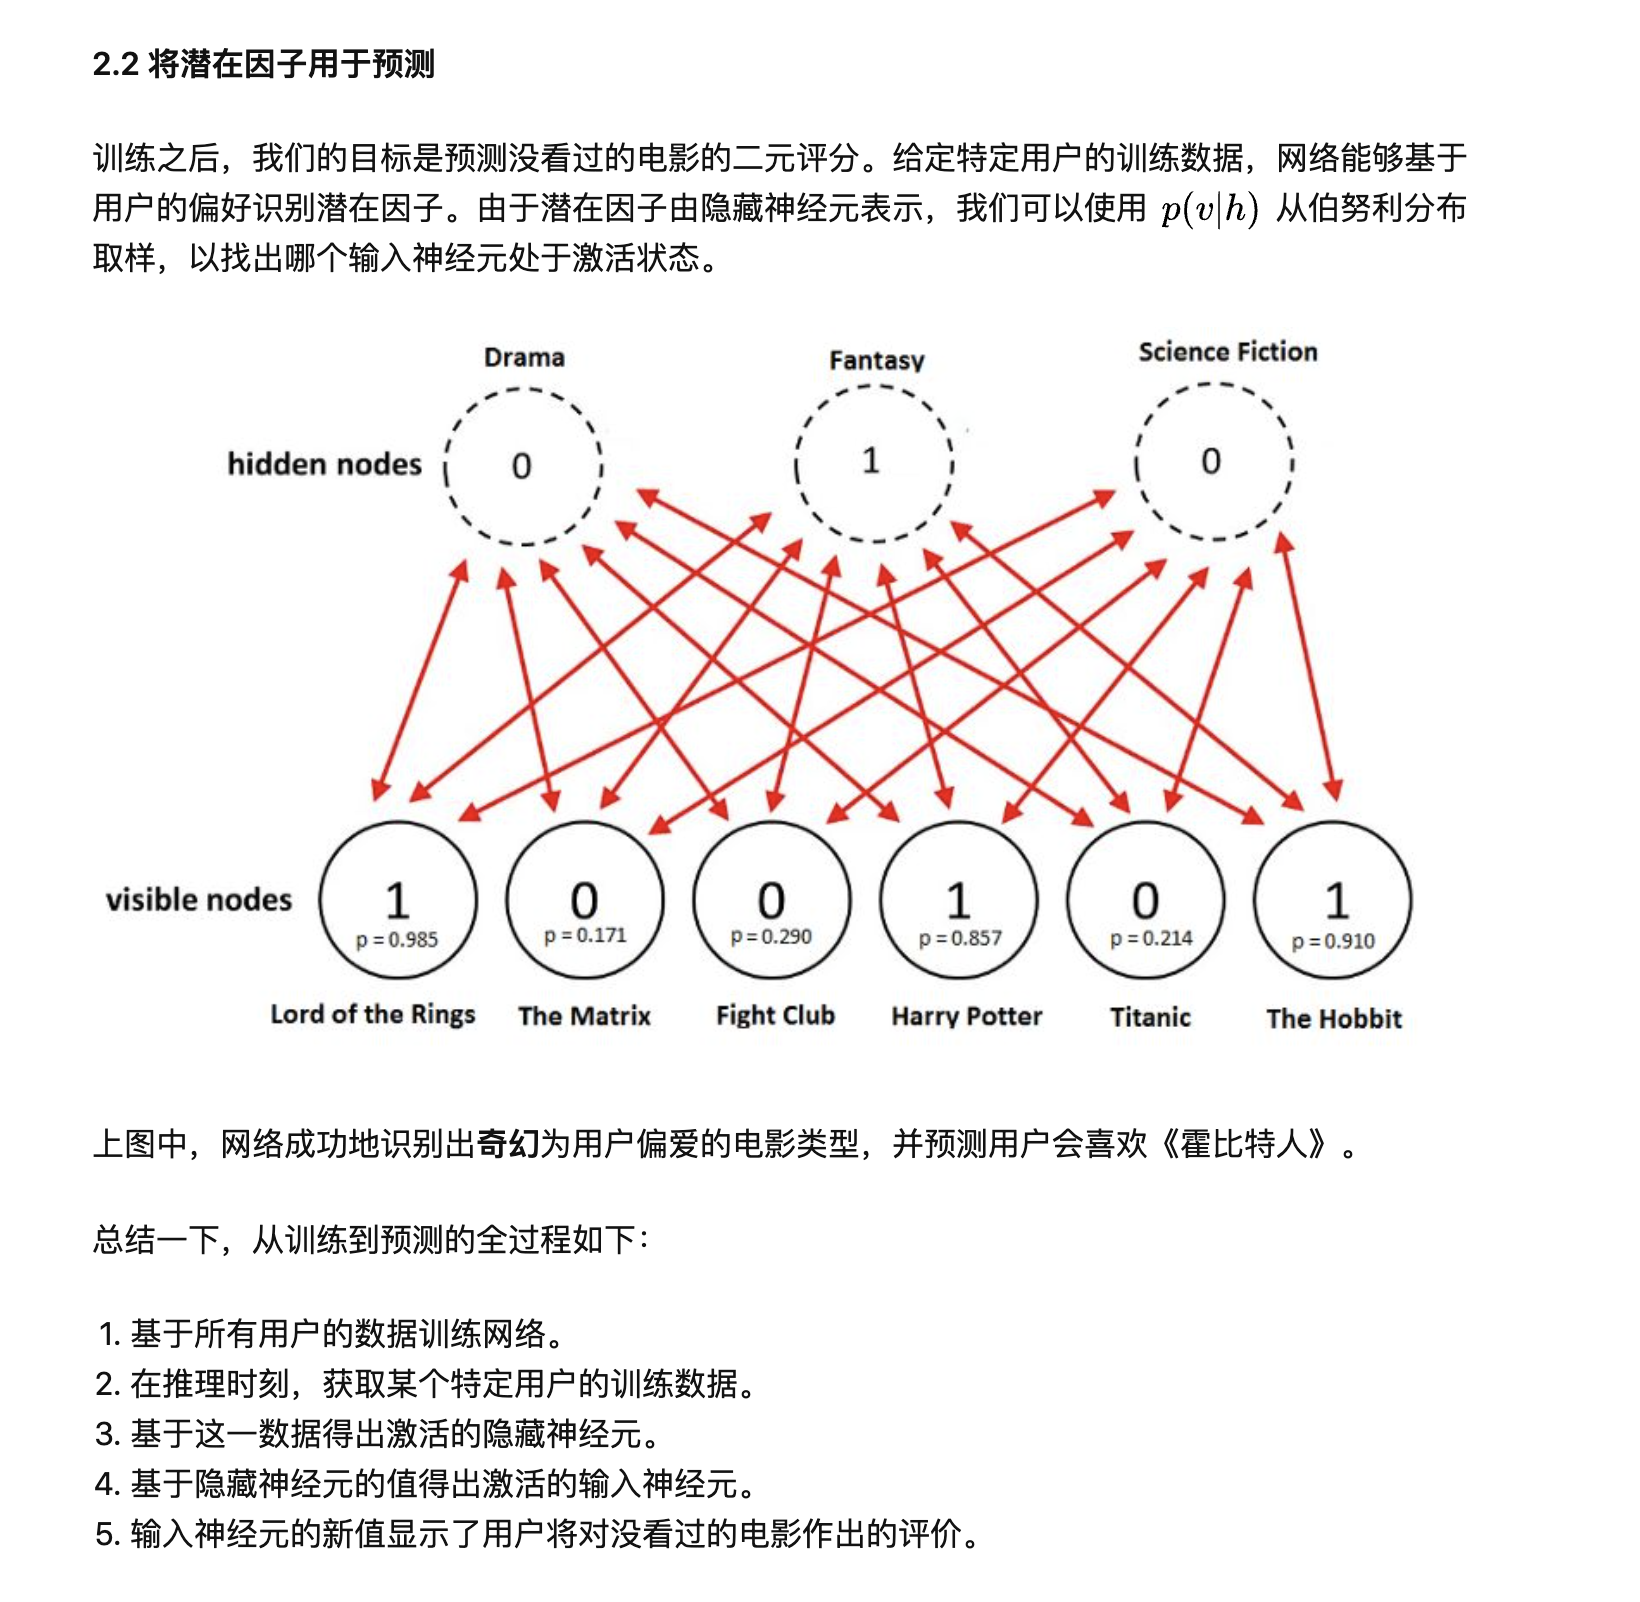 2.2 将潜在因子用于预测
训练之后，我们的目标是预测没看过的电影的二元评分。给定特定用户的训练数据，网络能够基于
用户的偏好识别潜在因子。由于潜在因子由隐藏神经元表示，我们可以使用 p(v|h) 从伯努利分布
取样，以找出哪个输入神经元处于激活状态。
Drama Fantasy Science Fiction
hidden nodes 0 1 0
visible nodes 1 0 0 1 0 1
p = 0.985 p = 0.171 p = 0.290 p = 0.857 p = 0.214 p = 0.910
Lord of the Rings The Matrix Fight Club Harry Potter Titanic The Hobbit
上图中，网络成功地识别出奇幻为用户偏爱的电影类型，并预测用户会喜欢《霍比特人》。
总结一下，从训练到预测的全过程如下：
1. 基于所有用户的数据训练网络。
2. 在推理时刻，获取某个特定用户的训练数据。
3. 基于这一数据得出激活的隐藏神经元。
4. 基于隐藏神经元的值得出激活的输入神经元。
5. 输入神经元的新值显示了用户将对没看过的电影作出的评价。